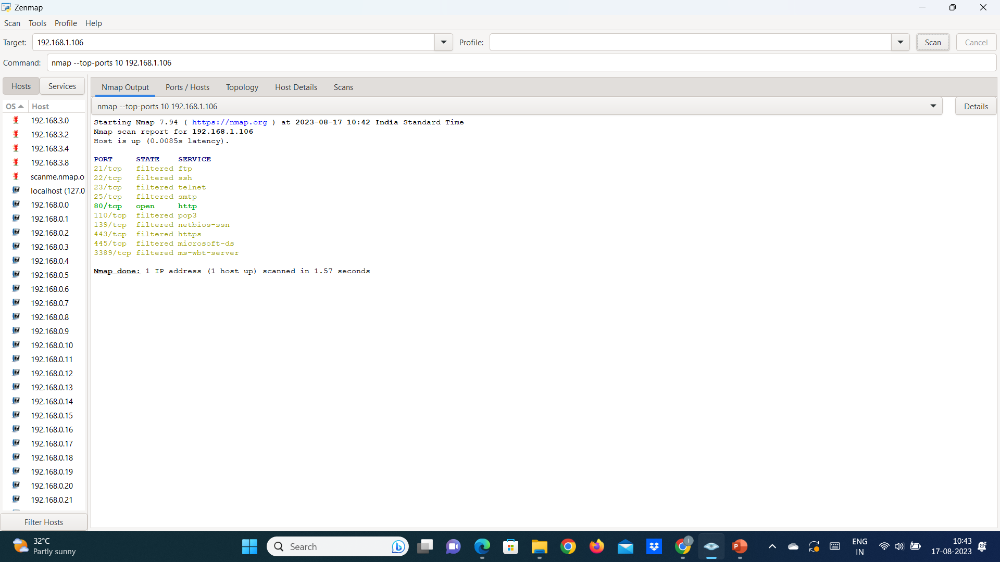 Zenmap
Scan Tools Profile Help
Target: 192.168.1.106 Profile: Scan Cancel
Command: nmap --top-ports 10 192.168.1.106
Hosts Services
Nmap Output Ports / Hosts Topology Host Details Scans
OS Host
nmap --top-ports 10 192.168.1.106 Details
192.168.3.0
192.168.3.2
192.168.3.4
192.168.3.8
scanme.nmap.o
localhost (127.0
192.168.0.0
192.168.0.1
192.168.0.2
192.168.0.3
192.168.0.4
192.168.0.5
192.168.0.6
192.168.0.7
192.168.0.8
192.168.0.9
192.168.0.10
192.168.0.11
192.168.0.12
192.168.0.13
192.168.0.14
192.168.0.15
192.168.0.16
192.168.0.17
192.168.0.18
192.168.0.19
192.168.0.20
192.168.0.21
Filter Hosts
Starting Nmap 7.94 ( https://nmap.org ) at 2023-08-17 10:42 India Standard Time
Nmap scan report for 192.168.1.106
Host is up (0.0085s latency).
PORT STATE SERVICE
21/tcp filtered ftp
22/tcp filtered ssh
23/tcp filtered telnet
25/tcp filtered smtp
80/tcp open http
110/tcp filtered pop3
139/tcp filtered netbios-ssn
443/tcp filtered https
445/tcp filtered microsoft-ds
3389/tcp filtered ms-wbt-server
Nmap done: 1 IP address (1 host up) scanned in 1.57 seconds
32°C
Partly sunny
Search
ENG
IN
10:43
17-08-2023